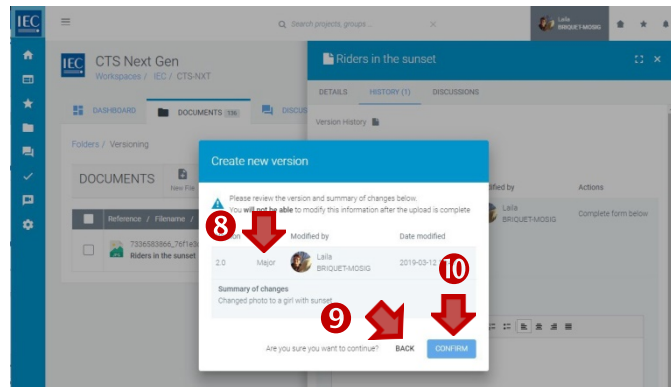 IEC
Search projects, groups...
Laila
BRIQUET-MOSIG
IEC
CTS Next Gen
Workspaces / IEC / CTS-NXT
Riders in the sunset
DETAILS HISTORY (1) DISCUSSIONS
DASHBOARD DOCUMENTS 136 DISCUS
Version History
Folders / Versioning
Create new version
DOCUMENTS
New File
Please review the version and summary of changes below.
You will not be able to modify this information after the upload is complete
Actions
Laila
BRIQUET-MOSIG
Complete form below
8
Reference / Filename /
Modified by Date modified
Riders in the sunset
2.0 Major
Laila
BRIQUET-MOSIG
2019-03-12
10
Summary of changes
Changed photo to a girl with sunset
9
Are you sure you want to continue? BACK CONFIRM